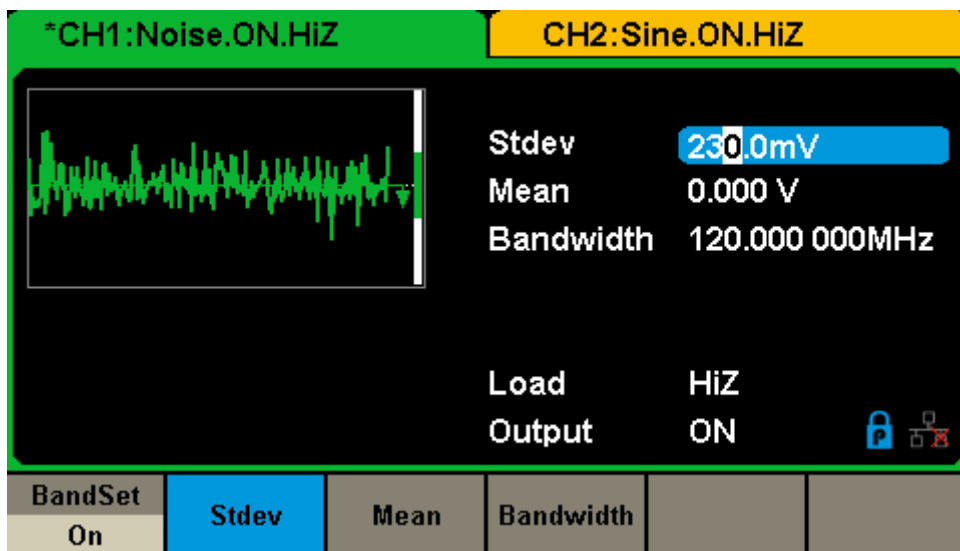 *CH1:Noise.ON.HiZ
CH2:Sine.ON.HiZ
Stdev 230.0mV
Mean 0.000 V
Bandwidth 120.000 000MHz
Load HiZ
Output ON
P
BandSet
On
Stdev
Mean
Bandwidth